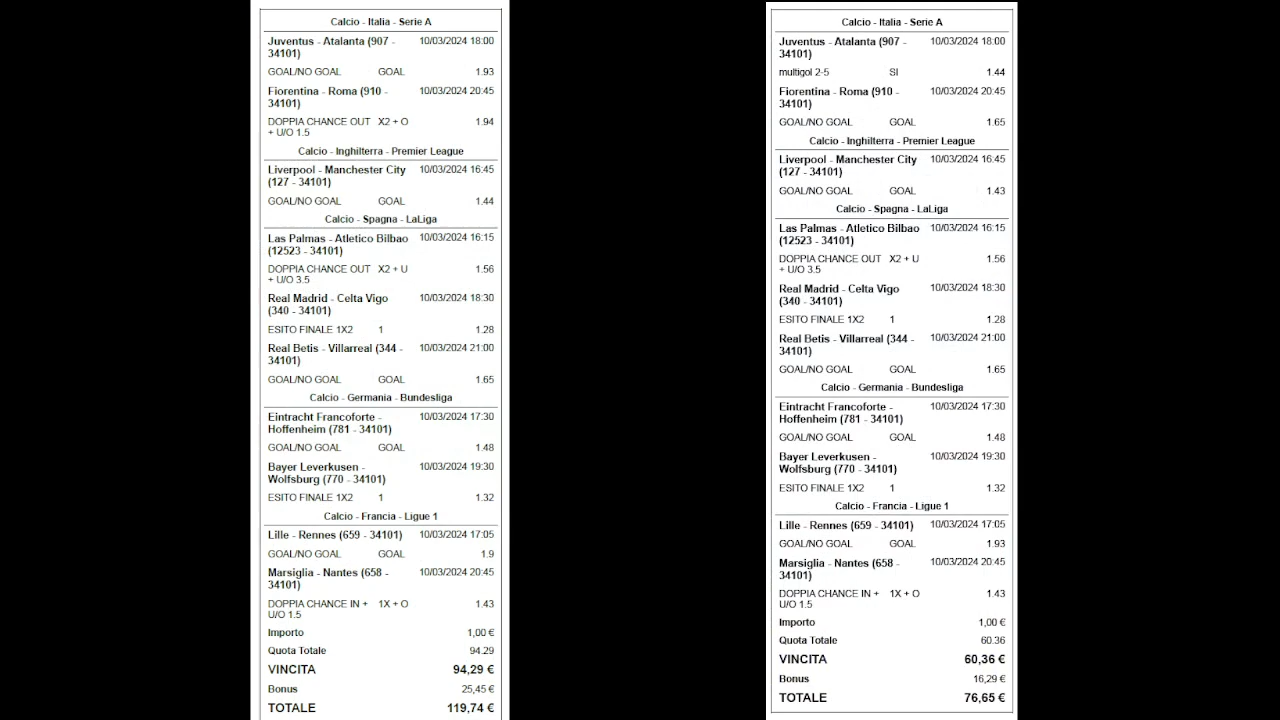 Calcio - Italia - Serie A
Juventus - Atalanta (907 - 10/03/2024 18:00
34101)
GOAL/NO GOAL GOAL 1.93
Fiorentina - Roma (910 - 10/03/2024 20:45
34101)
DOPPIA CHANCE OUT X2 + O 1.94
+ U/O 1.5
Calcio - Inghilterra - Premier League
Liverpool - Manchester City 10/03/2024 16:45
(127 - 34101)
GOAL/NO GOAL GOAL 1.44
Calcio - Spagna - LaLiga
Las Palmas - Atletico Bilbao 10/03/2024 16:15
(12523 - 34101)
DOPPIA CHANCE OUT X2 + U 1.56
+ U/O 3.5
Real Madrid - Celta Vigo 10/03/2024 18:30
(340 - 34101)
ESITO FINALE 1X2 1 1.28
Real Betis - Villarreal (344 - 10/03/2024 21:00
34101)
GOAL/NO GOAL GOAL 1.65
Calcio - Germania - Bundesliga
Eintracht Francoforte - 10/03/2024 17:30
Hoffenheim (781 - 34101)
GOAL/NO GOAL GOAL 1.48
Bayer Leverkusen - 10/03/2024 19:30
Wolfsburg (770 - 34101)
ESITO FINALE 1X2 1 1.32
Calcio - Francia - Ligue 1
Lille - Rennes (659 - 34101) 10/03/2024 17:05
GOAL/NO GOAL GOAL 1.9
Marsiglia - Nantes (658 - 10/03/2024 20:45
34101)
DOPPIA CHANCE IN + 1X + O 1.43
U/O 1.5
Importo 1,00 €
Quota Totale 94.29
VINCITA 94,29 €
Bonus 25,45 €
TOTALE 119,74 €
Calcio - Italia - Serie A
Juventus - Atalanta (907 - 10/03/2024 18:00
34101)
multigol 2-5 SI 1.44
Fiorentina - Roma (910 - 10/03/2024 20:45
34101)
GOAL/NO GOAL GOAL 1.65
Calcio - Inghilterra - Premier League
Liverpool - Manchester City 10/03/2024 16:45
(127 - 34101)
GOAL/NO GOAL GOAL 1.43
Calcio - Spagna - LaLiga
Las Palmas - Atletico Bilbao 10/03/2024 16:15
(12523 - 34101)
DOPPIA CHANCE OUT X2 + U 1.56
+ U/O 3.5
Real Madrid - Celta Vigo 10/03/2024 18:30
(340 - 34101)
ESITO FINALE 1X2 1 1.28
Real Betis - Villarreal (344 - 10/03/2024 21:00
34101)
GOAL/NO GOAL GOAL 1.65
Calcio - Germania - Bundesliga
Eintracht Francoforte - 10/03/2024 17:30
Hoffenheim (781 - 34101)
GOAL/NO GOAL GOAL 1.48
Bayer Leverkusen - 10/03/2024 19:30
Wolfsburg (770 - 34101)
ESITO FINALE 1X2 1 1.32
Calcio - Francia - Ligue 1
Lille - Rennes (659 - 34101) 10/03/2024 17:05
GOAL/NO GOAL GOAL 1.93
Marsiglia - Nantes (658 - 10/03/2024 20:45
34101)
DOPPIA CHANCE IN + 1X + O 1.43
U/O 1.5
Importo 1,00 €
Quota Totale 60.36
VINCITA 60,36 €
Bonus 16,29 €
TOTALE 76,65 €